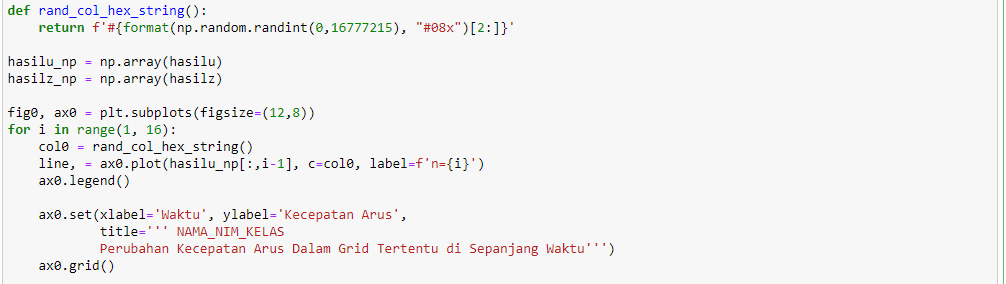 def rand_col_hex_string():
    return f'#{format(np.random.randint(0,16777215), "#08x")[2:]}'

hasilu_np = np.array(hasilu)
hasilz_np = np.array(hasilz)

fig0, ax0 = plt.subplots(figsize=(12,8))
for i in range(1, 16):
    col0 = rand_col_hex_string()
    line, = ax0.plot(hasilu_np[:,i-1], c=col0, label=f'n={i}')
    ax0.legend()

    ax0.set(xlabel='Waktu', ylabel='Kecepatan Arus',
            title=''' NAMA_NIM_KELAS
            Perubahan Kecepatan Arus Dalam Grid Tertentu di Sepanjang Waktu''')
    ax0.grid()